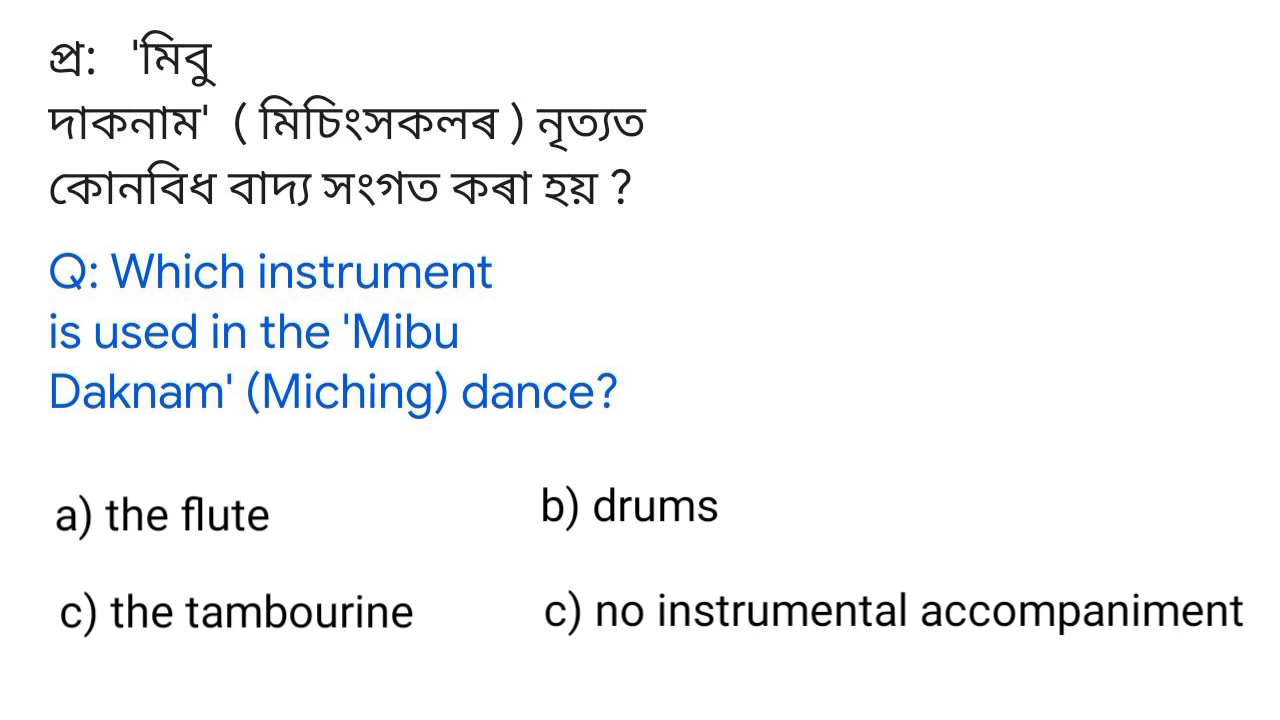 প্ৰ: 'মিবু
দাকনাম' ( মিচিংসকলৰ ) নৃত্যত
কোনবিধ বাদ্য সংগত কৰা হয় ?
Q: Which instrument
is used in the 'Mibu
Daknam' (Miching) dance?
a) the flute
b) drums
c) the tambourine
c) no instrumental accompaniment